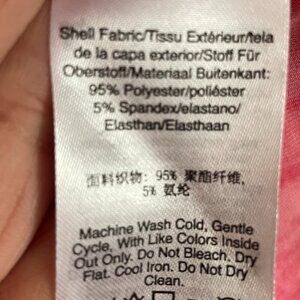 Shell Fabric/Tissu Extérieur/tela
de la capa exterior/Stoff Für
Oberstoff/Materiaal Buitenkant:
95% Polyester/poliéster
5% Spandex/elastano/
Elasthan/Elasthaan
面料织物: 95% 聚酯纤维,
5% 氨纶
Machine Wash Cold, Gentle
Cycle, With Like Colors Inside
Out Only. Do Not Bleach. Dry
Flat. Cool Iron. Do Not Dry
Clean.